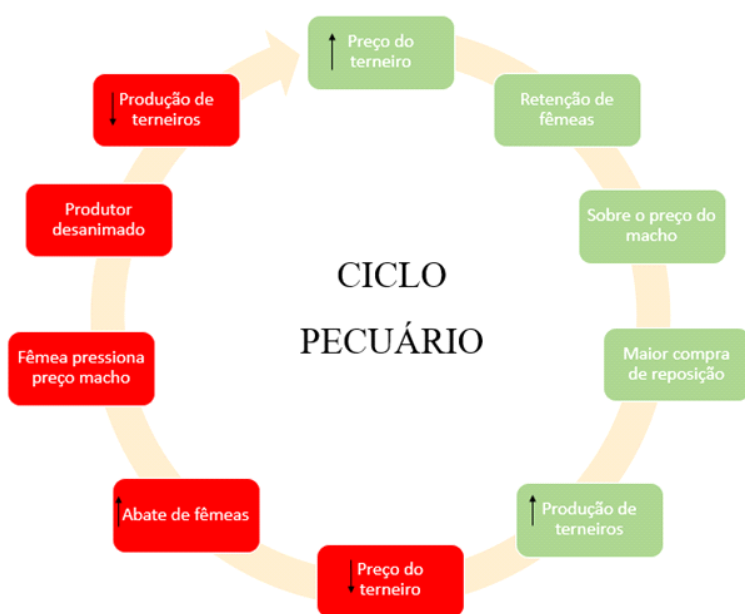 Preço do
terneiro
Retenção de
fêmeas
Sobre o preço do
macho
Maior compra
de reposição
Produção de
terneiros
Preço do
terneiro
Abate de fêmeas
Fêmea pressiona
preço macho
Produtor
desanimado
Produção de
terneiros
CICLO
PECUÁRIO